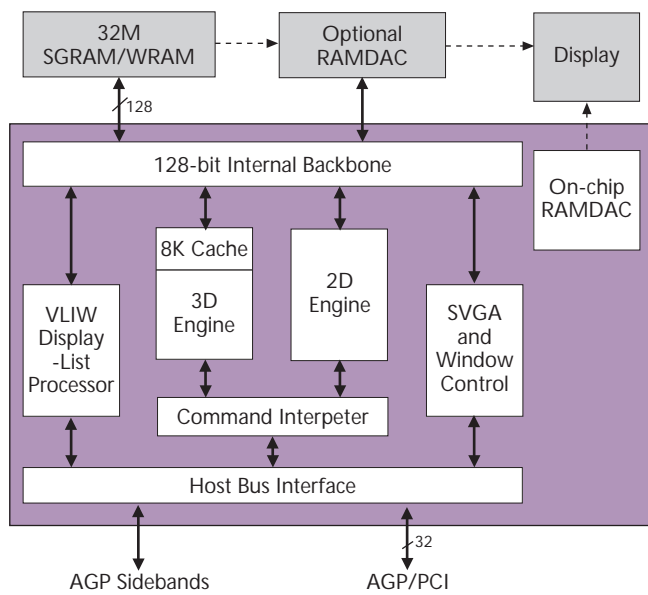 32M
SGRAM/WRAM
Optional
RAMDAC
Display
128
128-bit Internal Backbone
On-chip
RAMDAC
8K Cache
3D
Engine
2D
Engine
VLIW
Display
-List
Processor
SVGA
and
Window
Control
Command Interpeter
Host Bus Interface
32
AGP Sidebands
AGP/PCI